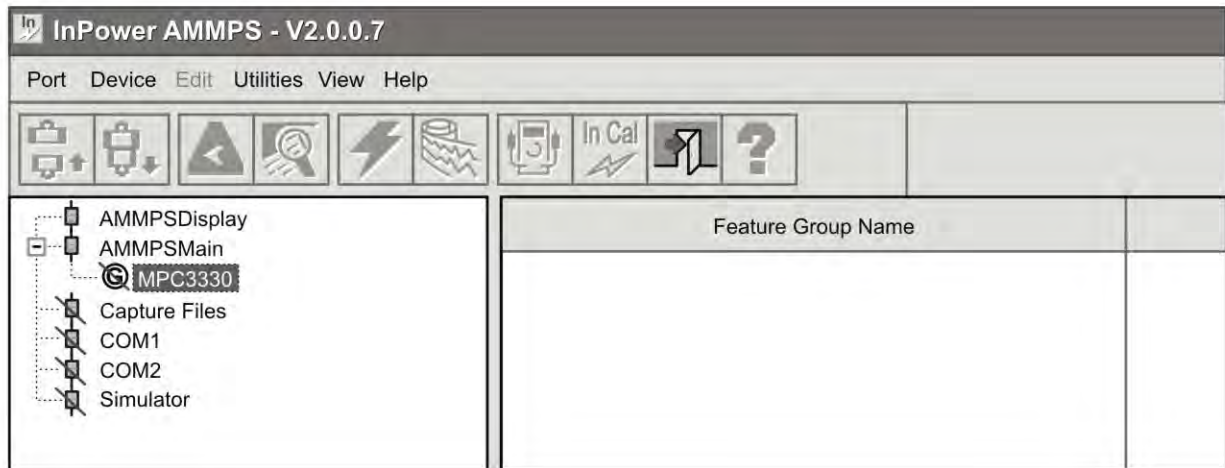 In InPower AMMPS - V2.0.0.7
Port Device Edit Utilities View Help
In Cal
?
AMMPSDisplay
AMMPSMain
G MPC3330
Capture Files
COM1
COM2
Simulator
Feature Group Name